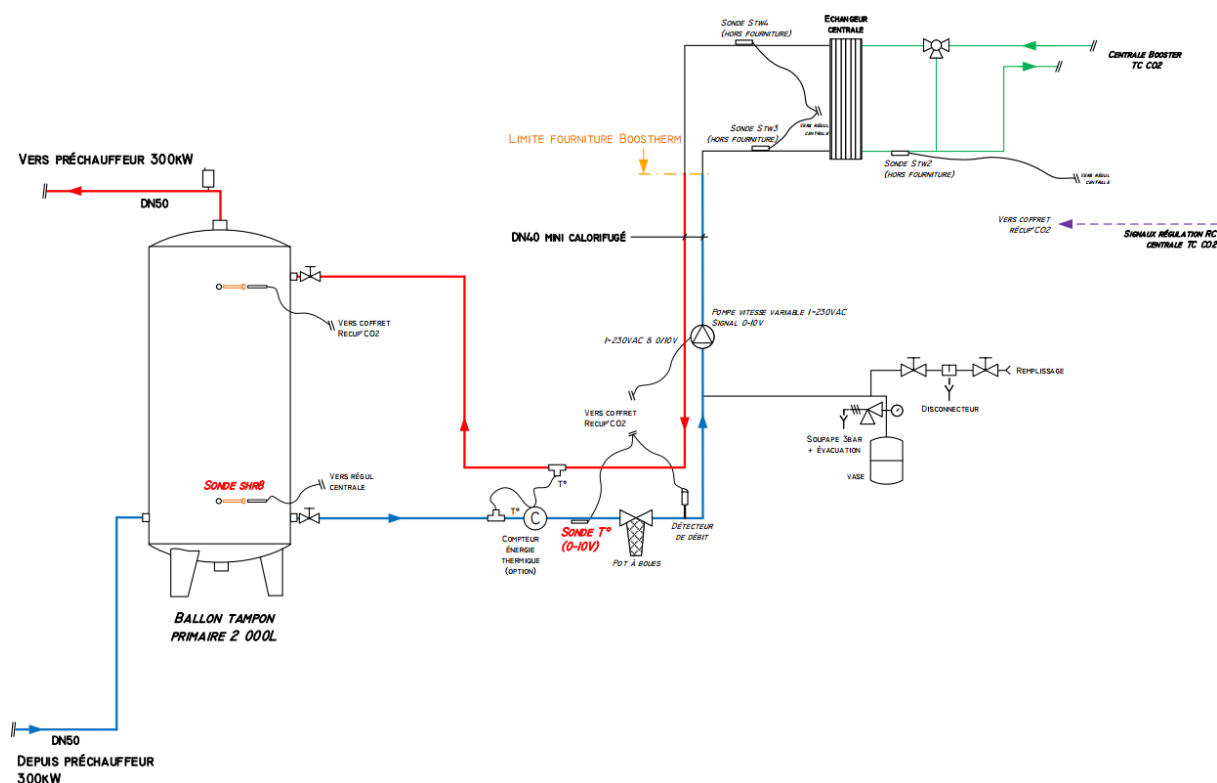 Sonde Stw4
(hors fourniture)
Echangeur
centrale
Centrale Booster
TC CO2
Limite fourniture Boostherm
Sonde Stw3
(hors fourniture)
vers régul
centrale
Sonde Stw2
(hors fourniture)
vers régul
centrale
Vers préchauffeur 300kW
DN50
Vers coffret
récup'CO2
Signaux régulation RC
centrale TC CO2
DN40 mini calorifugé
Vers coffret
Recup'CO2
Pompe vitesse variable 1~230VAC
Signal 0-10V
1~230VAC & 0/10V
Remplissage
Disconnecteur
Vers coffret
Recup'CO2
Soupape 3bar
+ évacuation
vase
Sonde SHR8
Vers régul
centrale
T°
T°
C
Compteur
énergie
thermique
(option)
Sonde T°
(0-10V)
Pot à boues
Détecteur
de débit
Ballon tampon
primaire 2 000L
DN50
Depuis préchauffeur
300kW